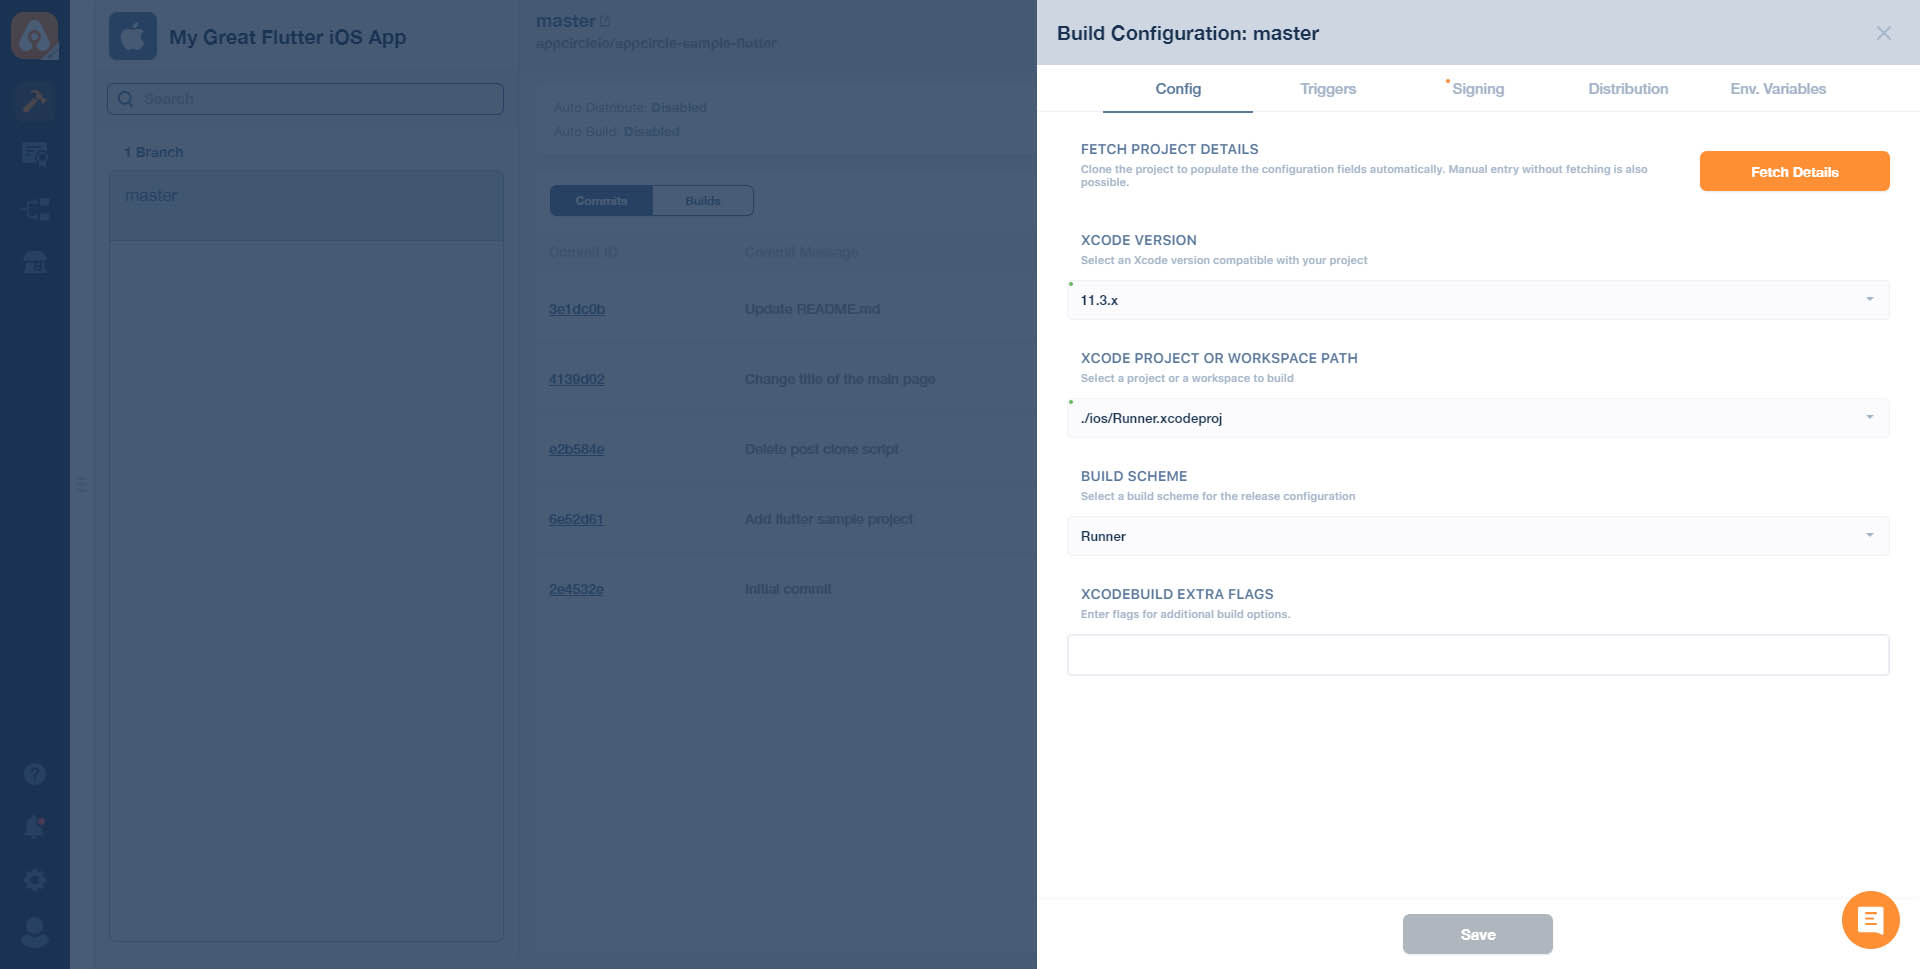 My Great Flutter iOS App
Search
1 Branch
master
master
appcircleio/appcircle-sample-flutter
Auto Distribute: Disabled
Auto Build: Disabled
Commits
Builds
Commit ID
Commit Message
3e1dc0b
Update README.md
4139d02
Change title of the main page
e2b584e
Delete post clone script
6e52d61
Add flutter sample project
2e4532e
Initial commit
Build Configuration: master
Config
Triggers
Signing
Distribution
Env. Variables
FETCH PROJECT DETAILS
Clone the project to populate the configuration fields automatically. Manual entry without fetching is also
possible.
Fetch Details
XCODE VERSION
Select an Xcode version compatible with your project
11.3.x
XCODE PROJECT OR WORKSPACE PATH
Select a project or a workspace to build
./ios/Runner.xcodeproj
BUILD SCHEME
Select a build scheme for the release configuration
Runner
XCODEBUILD EXTRA FLAGS
Enter flags for additional build options.
Save